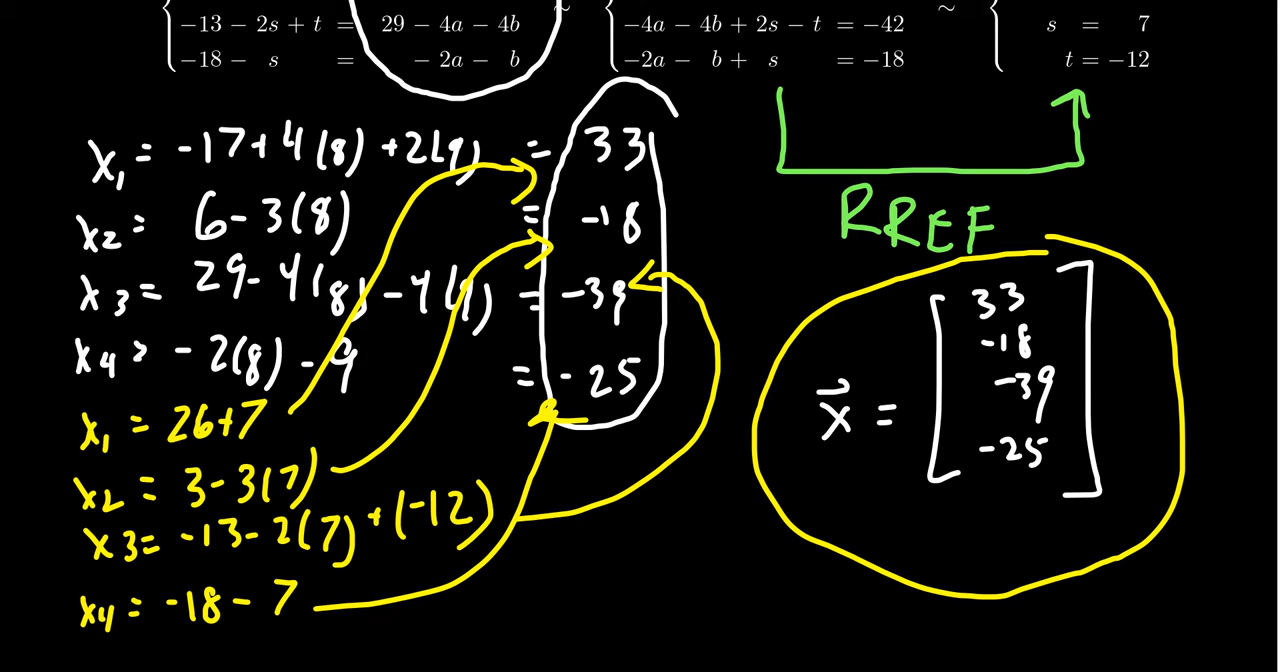 −13 − 2s + t = 29 − 4a − 4b ~ −4a − 4b + 2s − t = −42 ~ s = 7
−18 − s = − 2a − b −2a − b + s = −18 t = −12
x₁ = -17+4(8)+2(9) = 33
x2 = 6-3(8) = -18
x3 = 29-4(8)-4(9) = -39
x4 = -2(8)-9 = -25
x₁ = 26+7
x2 = 3-3(7)
x3 = -13-2(7)+(-12)
x4 = -18-7
RREF
33
-18
-39
x⃗ =
-25